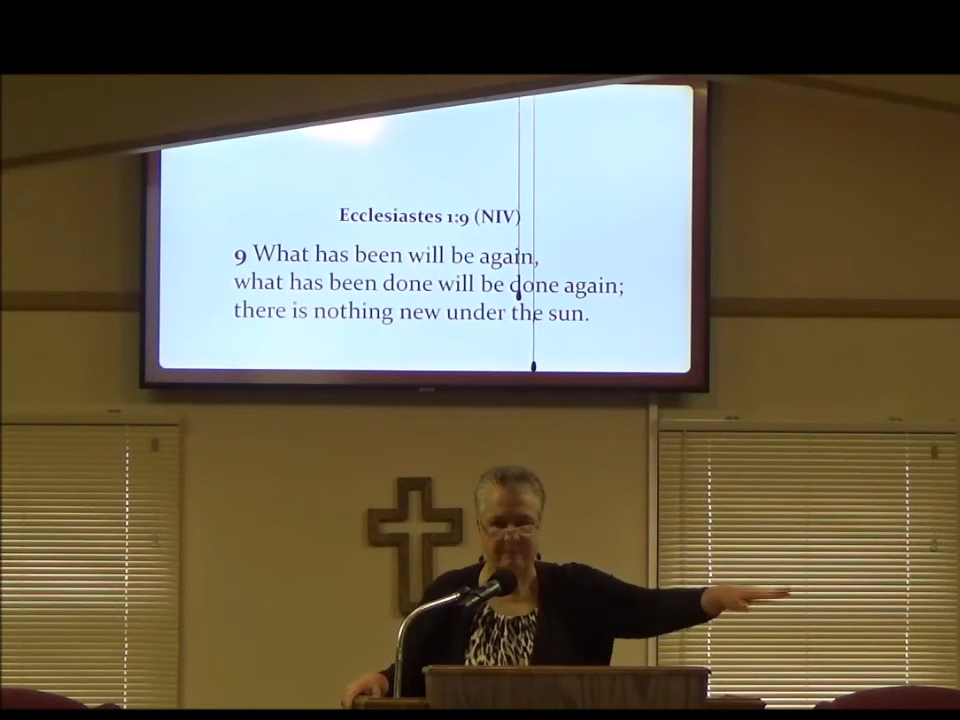 Ecclesiastes 1:9 (NIV)
9 What has been will be again,
what has been done will be done again;
there is nothing new under the sun.